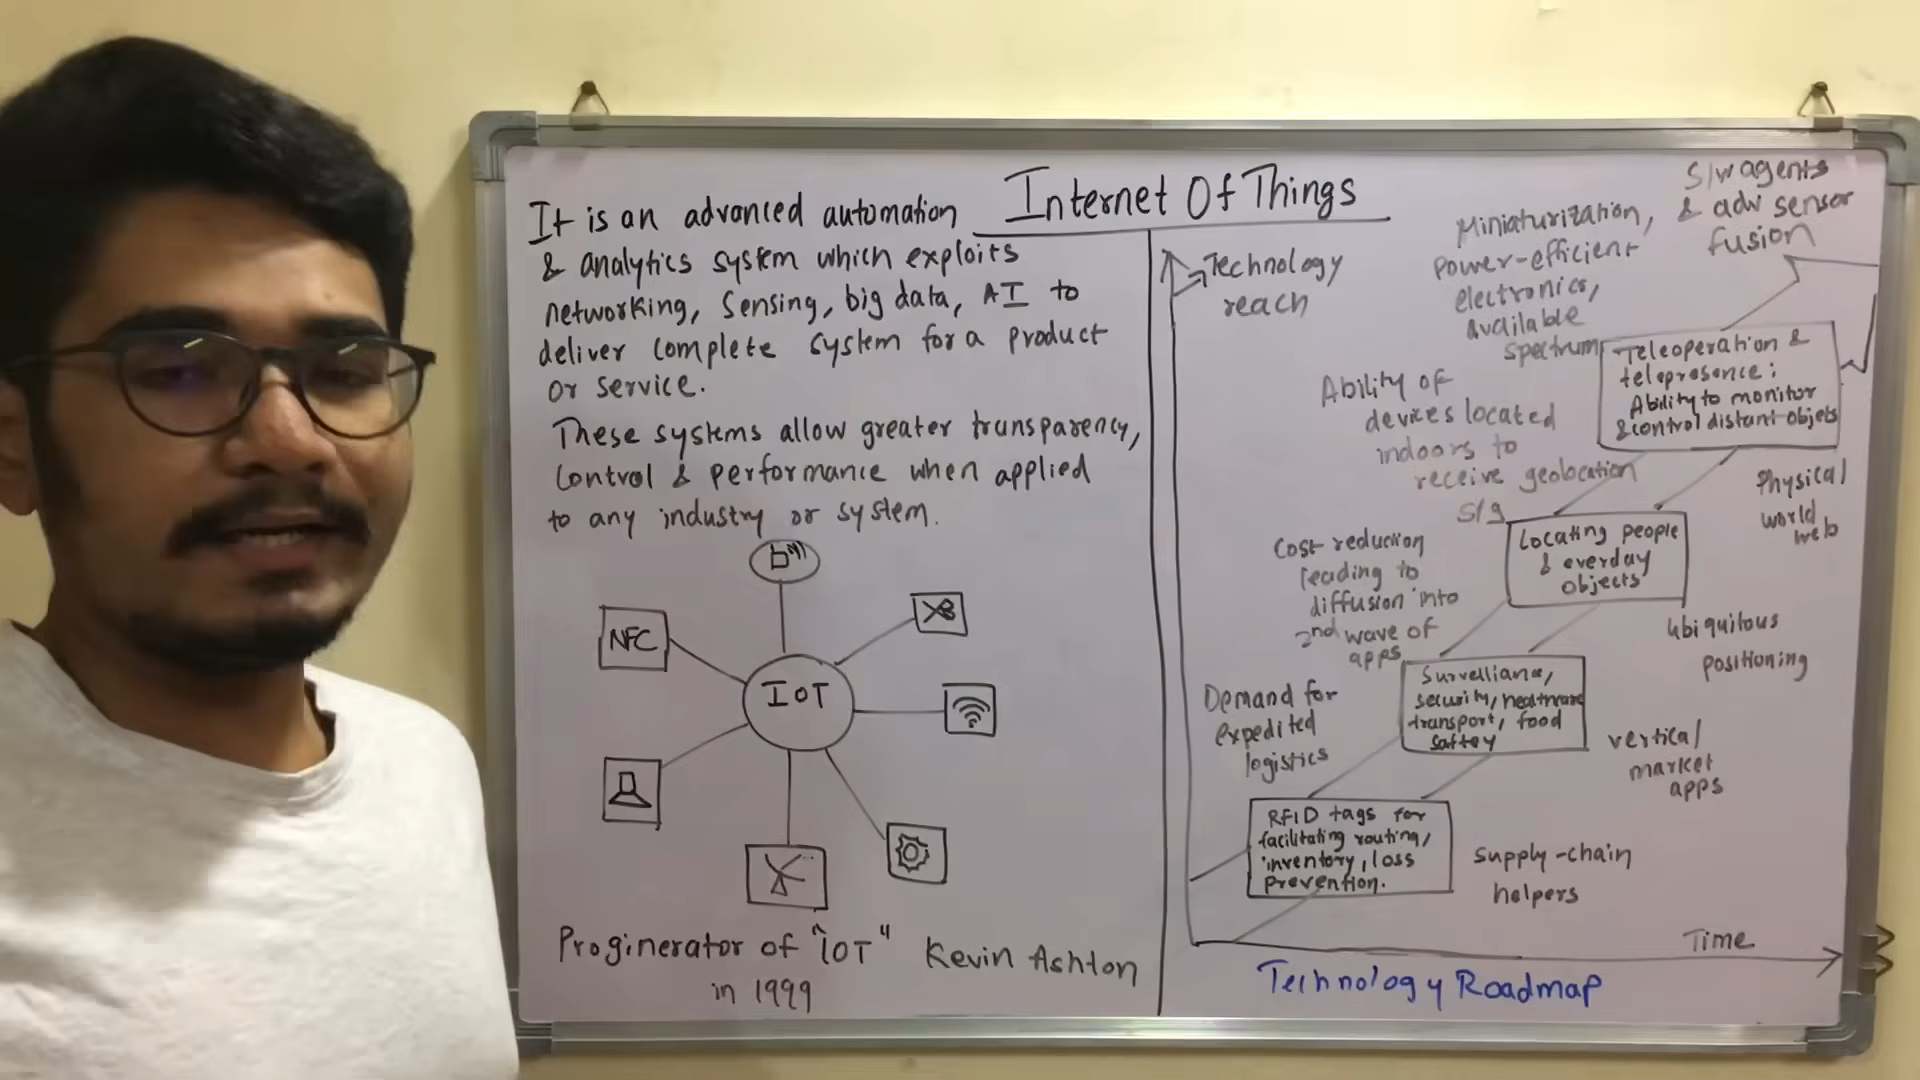 Internet Of Things
It is an advanced automation
& analytics system which exploits
networking, sensing, big data, AI to
deliver complete system for a product
or service.
These systems allow greater transparency,
control & performance when applied
to any industry or system.
NFC
IoT
Proginerator of "IoT" Kevin Ashton
in 1999
Technology
reach
S/w agents
& adv sensor
fusion
Miniaturization,
power-efficient
electronics,
available
spectrum
Teleoperation &
telepresence:
Ability to monitor
& control distant objets
Ability of
devices located
indoors to
receive geolocation
s/g
Physical
world
web
Locating people
& everday
objects
Cost reduction
leading to
diffusion into
2nd wave of
apps
Ubiquitous
positioning
Survelliance,
security, healthcare
transport, food
saftey
Demand for
expedited
logistics
vertical
market
apps
RFID tags for
facilitating routing,
inventory, loss
prevention.
supply-chain
helpers
Time
Technology Roadmap